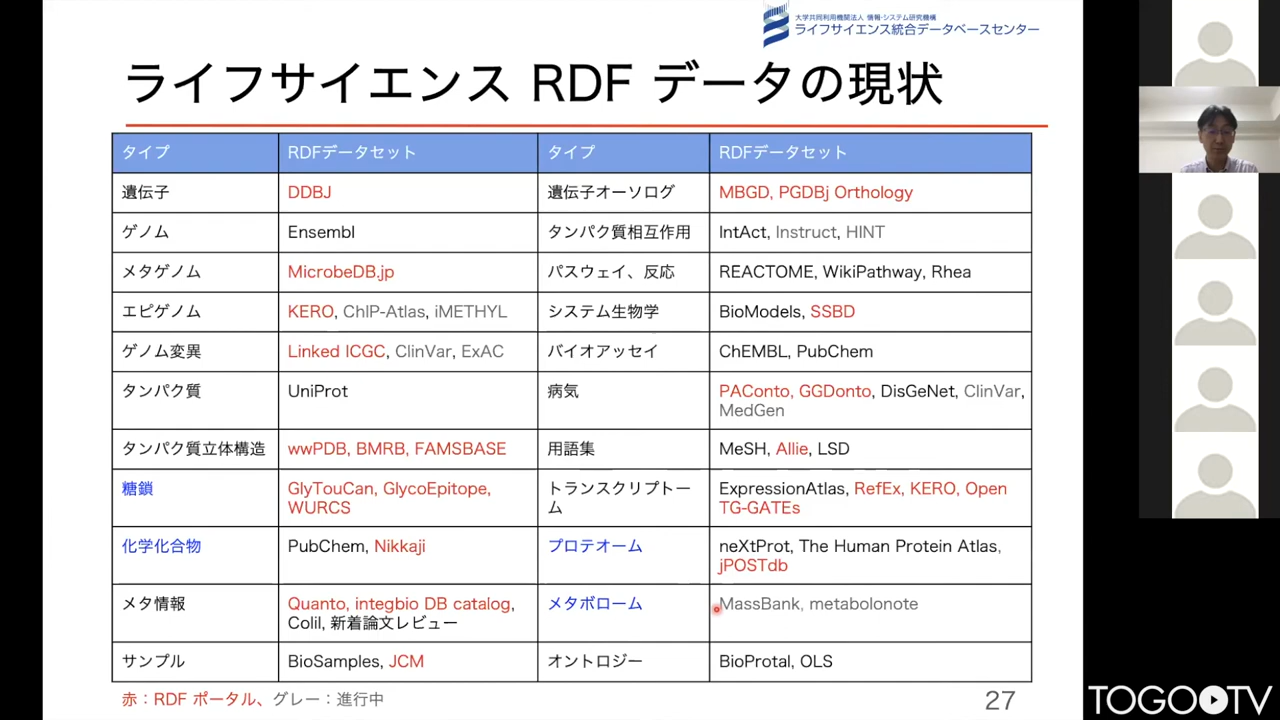 大学共同利用機関法人 情報・システム研究機構
ライフサイエンス統合データベースセンター
ライフサイエンス RDF データの現状
タイプ RDFデータセット タイプ RDFデータセット
遺伝子 DDBJ 遺伝子オーソログ MBGD, PGDBj Orthology
ゲノム Ensembl タンパク質相互作用 IntAct, Instruct, HINT
メタゲノム MicrobeDB.jp パスウェイ、反応 REACTOME, WikiPathway, Rhea
エピゲノム KERO, ChIP-Atlas, iMETHYL システム生物学 BioModels, SSBD
ゲノム変異 Linked ICGC, ClinVar, ExAC バイオアッセイ ChEMBL, PubChem
タンパク質 UniProt 病気 PAConto, GGDonto, DisGeNet, ClinVar,
MedGen
タンパク質立体構造 wwPDB, BMRB, FAMSBASE 用語集 MeSH, Allie, LSD
糖鎖 GlyTouCan, GlycoEpitope,
WURCS
トランスクリプトー
ム
ExpressionAtlas, RefEx, KERO, Open
TG-GATEs
化学化合物 PubChem, Nikkaji プロテオーム neXtProt, The Human Protein Atlas,
jPOSTdb
メタ情報 Quanto, integbio DB catalog,
Colil, 新着論文レビュー
メタボローム MassBank, metabolonote
サンプル BioSamples, JCM オントロジー BioProtal, OLS
赤：RDF ポータル、グレー：進行中
27
TOGO TV